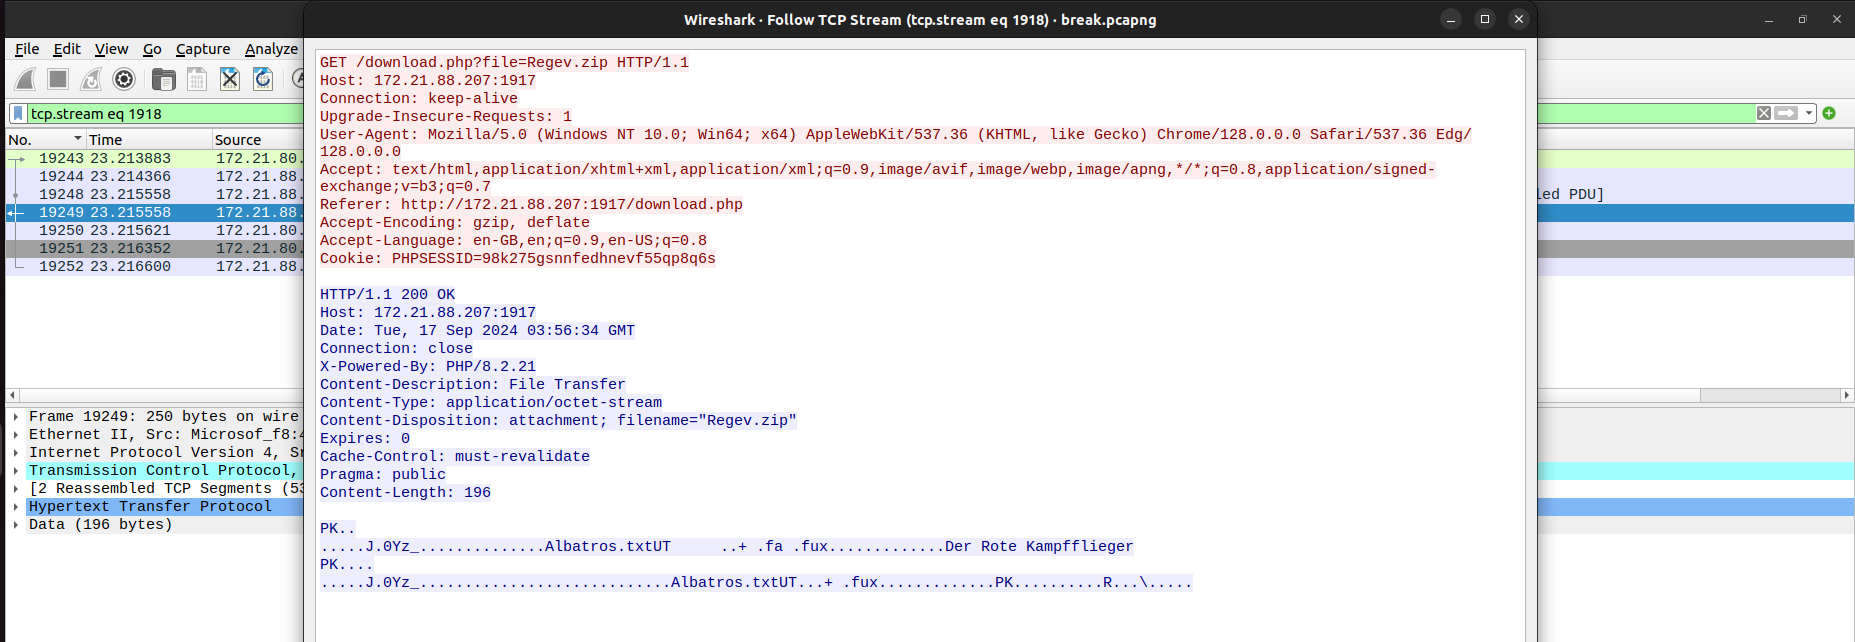 Wireshark · Follow TCP Stream (tcp.stream eq 1918) · break.pcapng
File Edit View Go Capture Analyze
tcp.stream eq 1918
No. Time Source
19243 23.213883 172.21.80.
19244 23.214366 172.21.88.
19248 23.215558 172.21.88.
19249 23.215558 172.21.88.
19250 23.215621 172.21.88.
19251 23.216352 172.21.80.
19252 23.216600 172.21.88.
led PDU]
Frame 19249: 250 bytes on wire
Ethernet II, Src: Microsof_f8:4
Internet Protocol Version 4, Sr
Transmission Control Protocol,
[2 Reassembled TCP Segments (53
Hypertext Transfer Protocol
Data (196 bytes)
GET /download.php?file=Regev.zip HTTP/1.1
Host: 172.21.88.207:1917
Connection: keep-alive
Upgrade-Insecure-Requests: 1
User-Agent: Mozilla/5.0 (Windows NT 10.0; Win64; x64) AppleWebKit/537.36 (KHTML, like Gecko) Chrome/128.0.0.0 Safari/537.36 Edg/
128.0.0.0
Accept: text/html,application/xhtml+xml,application/xml;q=0.9,image/avif,image/webp,image/apng,*/*;q=0.8,application/signed-
exchange;v=b3;q=0.7
Referer: http://172.21.88.207:1917/download.php
Accept-Encoding: gzip, deflate
Accept-Language: en-GB,en;q=0.9,en-US;q=0.8
Cookie: PHPSESSID=98k275gsnnfedhnevf55qp8q6s
HTTP/1.1 200 OK
Host: 172.21.88.207:1917
Date: Tue, 17 Sep 2024 03:56:34 GMT
Connection: close
X-Powered-By: PHP/8.2.21
Content-Description: File Transfer
Content-Type: application/octet-stream
Content-Disposition: attachment; filename="Regev.zip"
Expires: 0
Cache-Control: must-revalidate
Pragma: public
Content-Length: 196
PK..
.....J.0Yz_..............Albatros.txtUT	..+ .fa .fux.............Der Rote Kampfflieger
PK....
.....J.0Yz_...........................Albatros.txtUT...+ .fux.............PK..........R...\.....